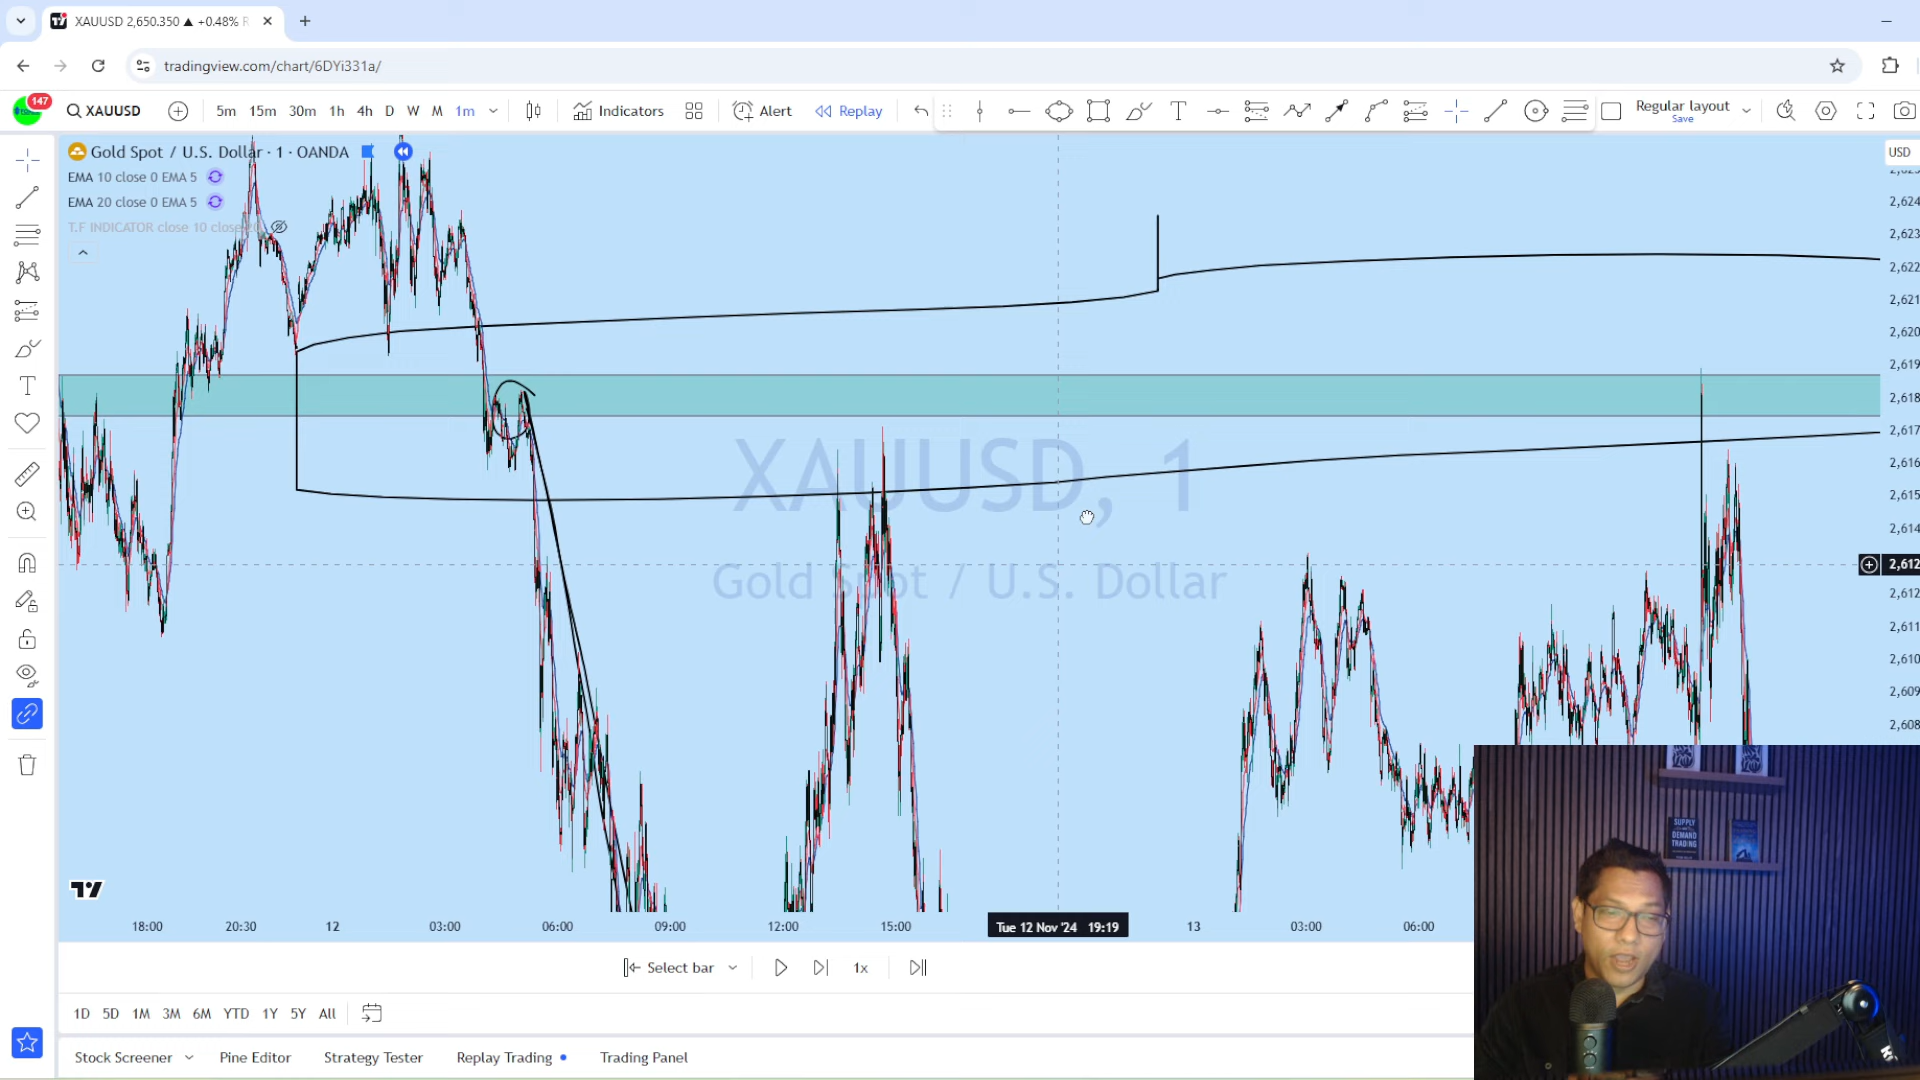 XAUUSD 2,650.350 ▲ +0.48% R
tradingview.com/chart/6DYi331a/
147
XAUUSD
5m 15m 30m 1h 4h D W M 1m
Indicators
Alert
Replay
Regular layout
Save
Gold Spot / U.S. Dollar · 1 · OANDA
USD
EMA 10 close 0 EMA 5
EMA 20 close 0 EMA 5
T.F INDICATOR close 10 close 20
2,624
2,623
2,622
2,621
2,620
2,619
2,618
2,617
2,616
2,615
2,614
2,612
2,612
2,611
2,610
2,609
2,608
XAUUSD, 1
Gold Spot / U.S. Dollar
SUPPLY
DEMAND
TRADING
18:00 20:30 12 03:00 06:00 09:00 12:00 15:00 Tue 12 Nov '24 19:19 13 03:00 06:00
Select bar 1x
1D 5D 1M 3M 6M YTD 1Y 5Y All
Stock Screener Pine Editor Strategy Tester Replay Trading Trading Panel